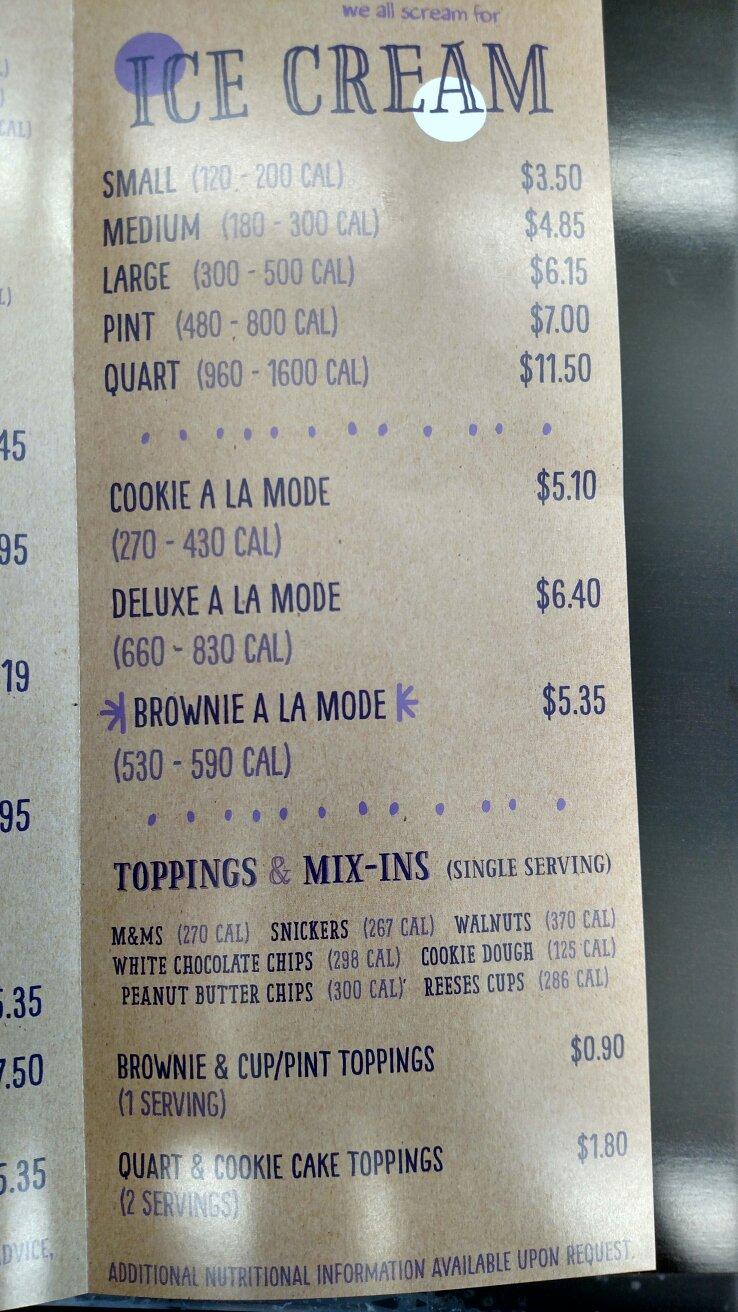 we all scream for
ICE CREAM
SMALL (120 - 200 CAL) $3.50
MEDIUM (180 - 300 CAL) $4.85
LARGE (300 - 500 CAL) $6.15
PINT (480 - 800 CAL) $7.00
QUART (960 - 1600 CAL) $11.50
COOKIE A LA MODE $5.10
(270 - 430 CAL)
DELUXE A LA MODE $6.40
(660 - 830 CAL)
BROWNIE A LA MODE $5.35
(530 - 590 CAL)
TOPPINGS & MIX-INS (SINGLE SERVING)
M&MS (270 CAL) SNICKERS (267 CAL) WALNUTS (370 CAL)
WHITE CHOCOLATE CHIPS (298 CAL) COOKIE DOUGH (125 CAL)
PEANUT BUTTER CHIPS (300 CAL) REESES CUPS (286 CAL)
BROWNIE & CUP/PINT TOPPINGS $0.90
(1 SERVING)
QUART & COOKIE CAKE TOPPINGS $1.80
(2 SERVINGS)
ADDITIONAL NUTRITIONAL INFORMATION AVAILABLE UPON REQUEST.